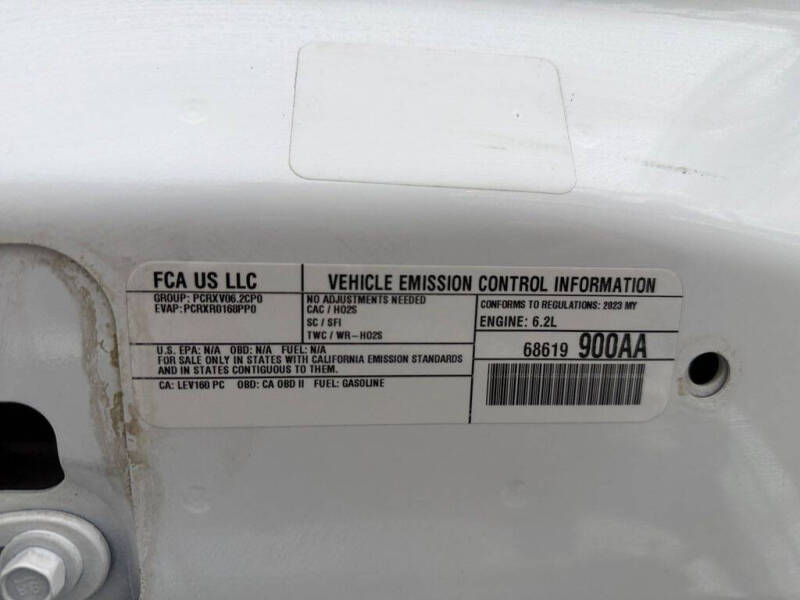 FCA US LLC
VEHICLE EMISSION CONTROL INFORMATION
GROUP: PCRXV06.2CP0
EVAP: PCRXR0168PP0
NO ADJUSTMENTS NEEDED
CAC / HO2S
SC / SFI
TWC / WR-HO2S
CONFORMS TO REGULATIONS: 2023 MY
ENGINE: 6.2L
U.S. EPA: N/A OBD: N/A FUEL: N/A
FOR SALE ONLY IN STATES WITH CALIFORNIA EMISSION STANDARDS
AND IN STATES CONTIGUOUS TO THEM.
68619 900AA
CA: LEV160 PC OBD: CA OBD II FUEL: GASOLINE